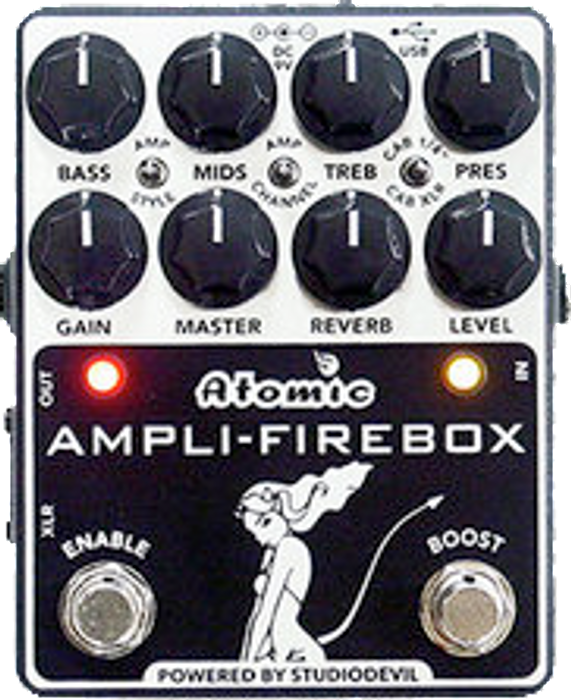 DC
9V
USB
BASS
AMP
STYLE
MIDS
AMP
CHANNEL
TREB
CAB 1/4"
CAB XLR
PRES
GAIN
MASTER
REVERB
LEVEL
OUT
Atomic
IN
AMPLI-FIREBOX
XLR
ENABLE
BOOST
POWERED BY STUDIODEVIL